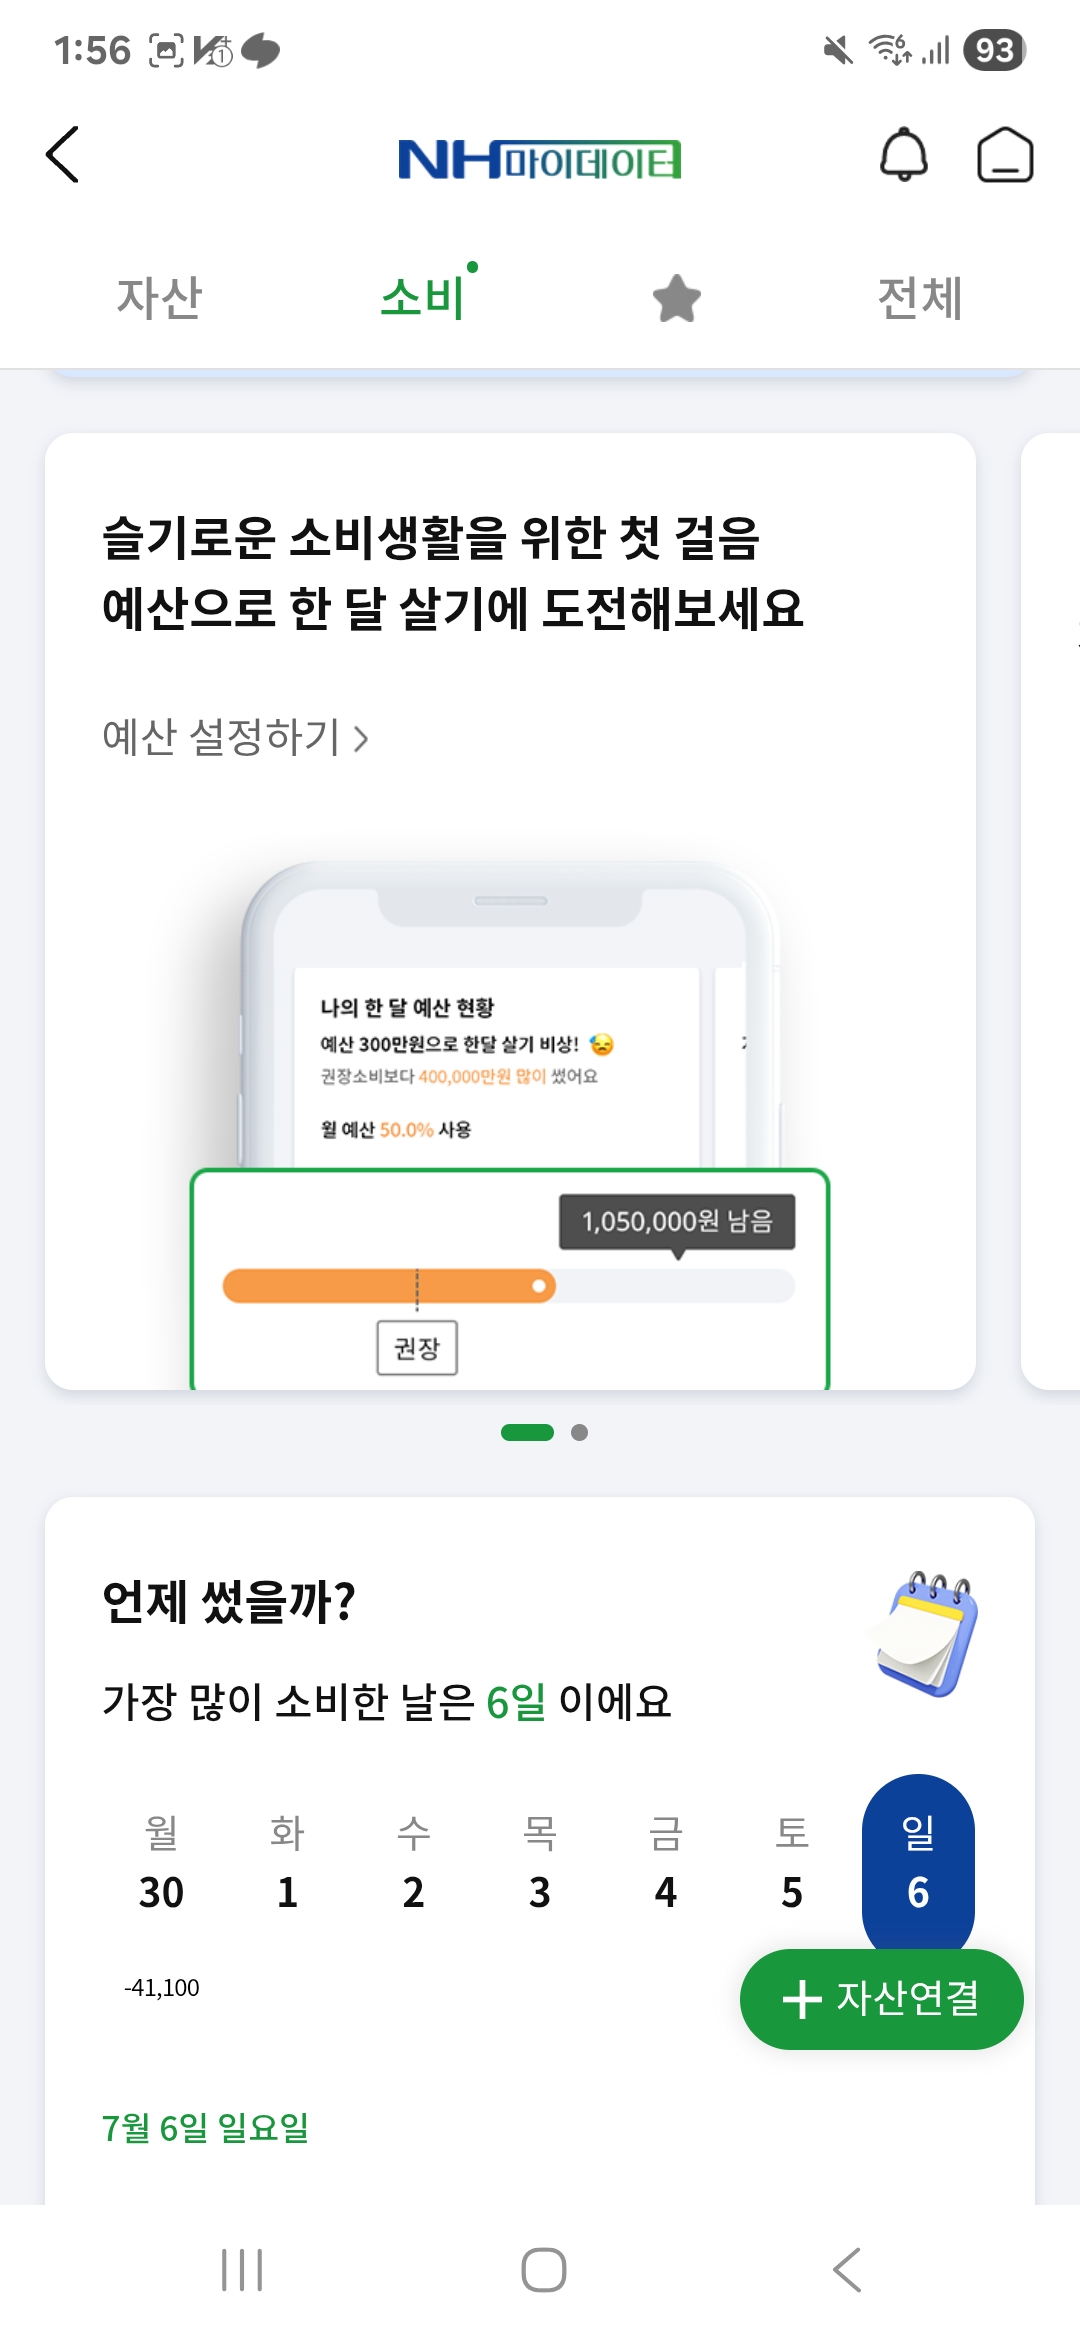 1:56
93
NH마이데이터
자산 소비 전체
슬기로운 소비생활을 위한 첫 걸음
예산으로 한 달 살기에 도전해보세요
예산 설정하기
나의 한 달 예산 현황
예산 300만원으로 한달 살기 비상!
권장소비보다 400,000만원 많이 썼어요
월 예산 50.0% 사용
1,050,000원 남음
권장
언제 썼을까?
가장 많이 소비한 날은 6일 이에요
월 화 수 목 금 토 일
30 1 2 3 4 5 6
-41,100
자산연결
7월 6일 일요일